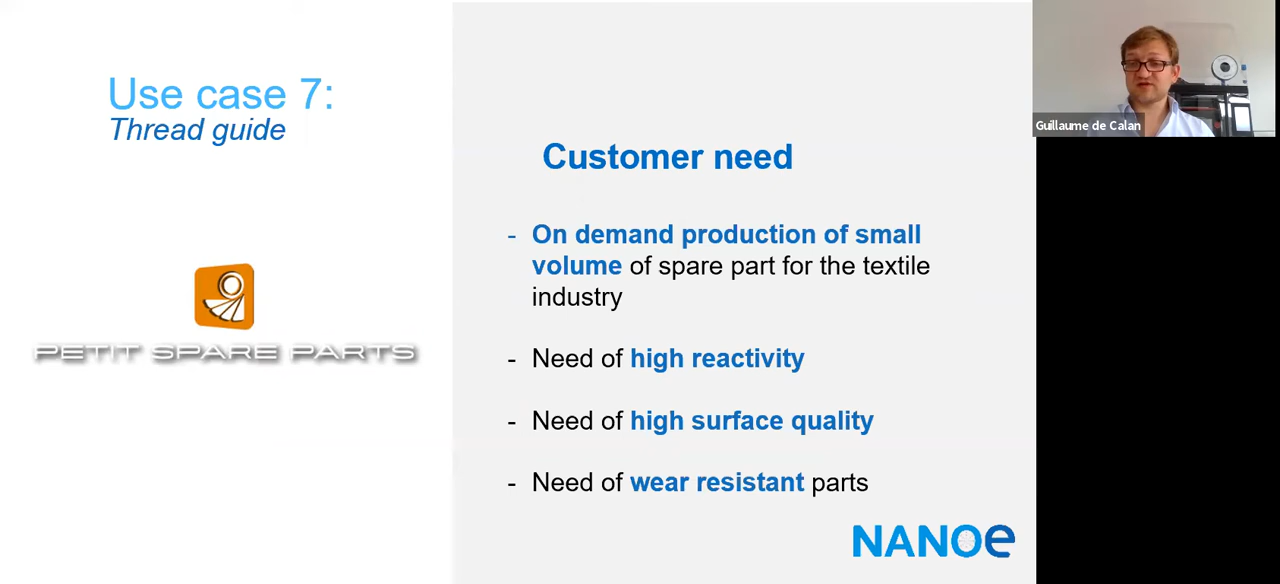 Use case 7:
Thread guide
PETIT SPARE PARTS
Customer need
- On demand production of small
volume of spare part for the textile
industry
- Need of high reactivity
- Need of high surface quality
- Need of wear resistant parts
NANOe
Guillaume de Calan